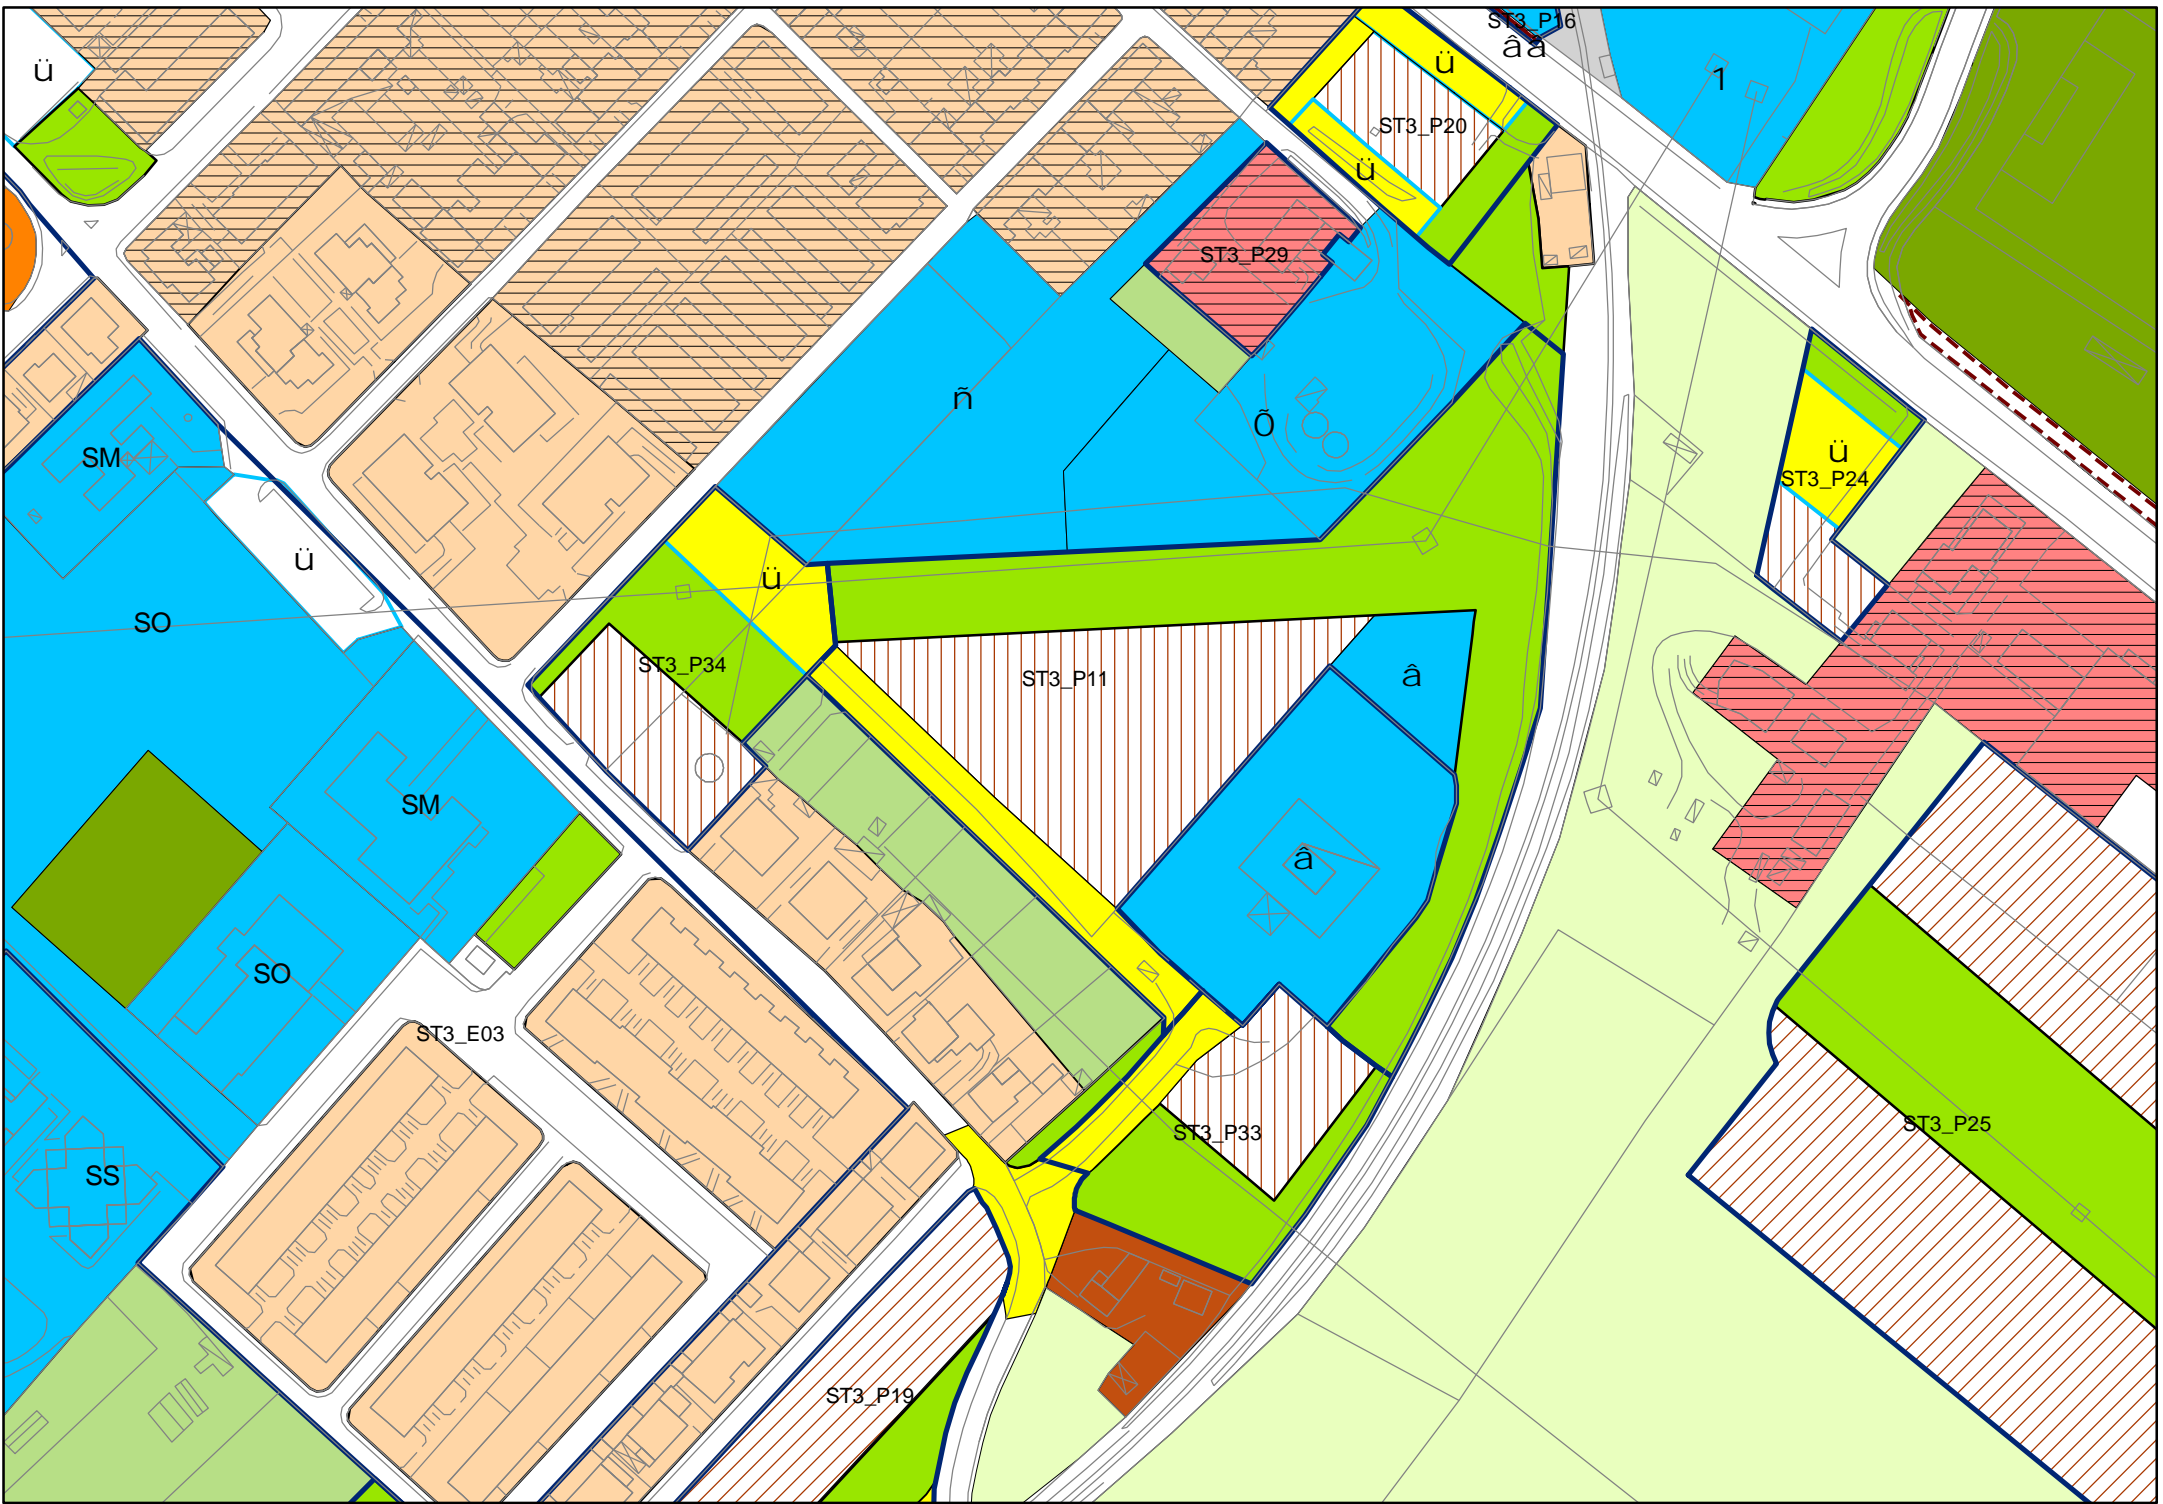 ST3_P16
ââ
ü
ü
1
ST3_P20
ü
ST3_P29
ñ
Õ
SM
ü
ST3_P24
ü
ü
SO
ST3_P34
ST3_P11
â
SM
â
SO
ST3_E03
ST3_P33
ST3_P25
SS
ST3_P19